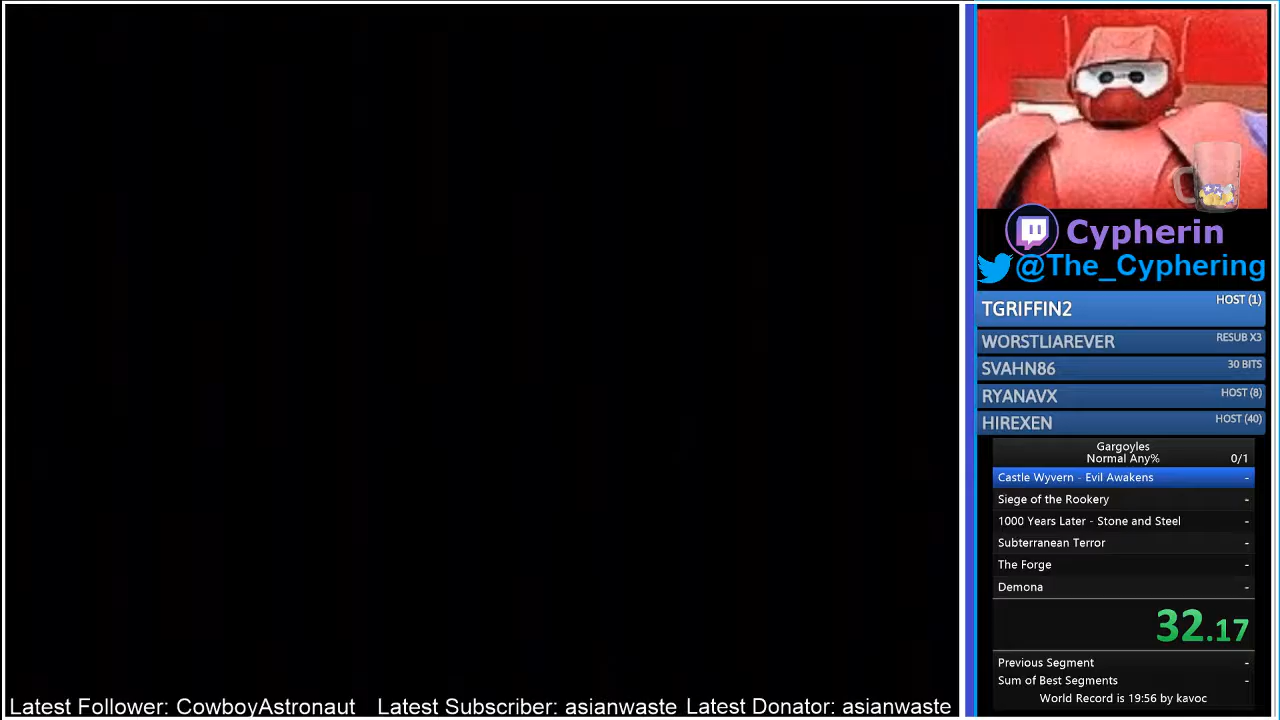 Cypherin
@The_Cyphering
TGRIFFIN2 HOST (1)
WORSTLIAREVER RESUB X3
SVAHN86 30 BITS
RYANAVX HOST (8)
HIREXEN HOST (40)
Gargoyles
Normal Any% 0/1
Castle Wyvern - Evil Awakens -
Siege of the Rookery -
1000 Years Later - Stone and Steel -
Subterranean Terror -
The Forge -
Demona -
32.17
Previous Segment -
Sum of Best Segments -
World Record is 19:56 by kavoc
Latest Follower: CowboyAstronaut Latest Subscriber: asianwaste Latest Donator: asianwaste